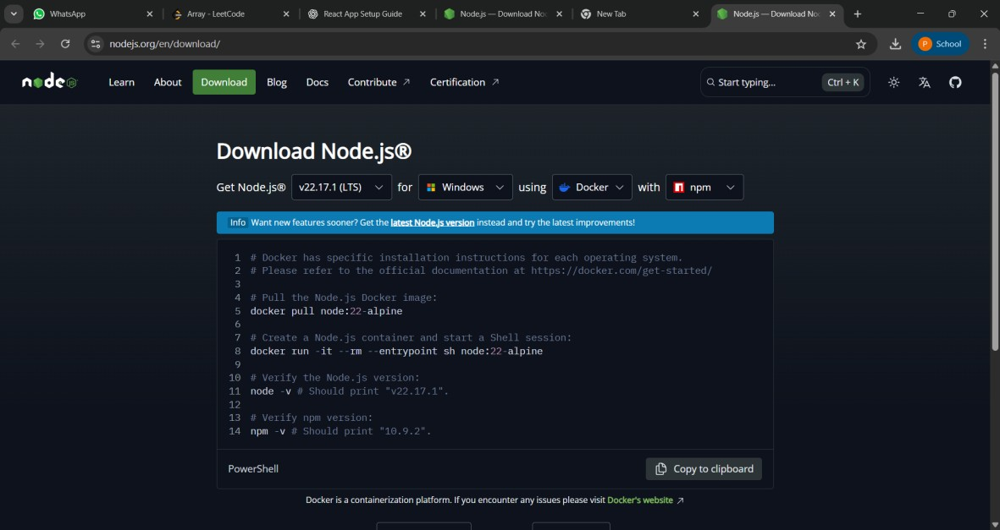 WhatsApp
Array - LeetCode
React App Setup Guide
Node.js — Download No
New Tab
Node.js — Download No
nodejs.org/en/download/
P School
node JS
Learn About Download Blog Docs Contribute ↗ Certification ↗
Start typing... Ctrl + K
Download Node.js®
Get Node.js® v22.17.1 (LTS) for Windows using Docker with npm
Info Want new features sooner? Get the latest Node.js version instead and try the latest improvements!
1 # Docker has specific installation instructions for each operating system.
2 # Please refer to the official documentation at https://docker.com/get-started/
3
4 # Pull the Node.js Docker image:
5 docker pull node:22-alpine
6
7 # Create a Node.js container and start a Shell session:
8 docker run -it --rm --entrypoint sh node:22-alpine
9
10 # Verify the Node.js version:
11 node -v # Should print "v22.17.1".
12
13 # Verify npm version:
14 npm -v # Should print "10.9.2".
PowerShell
Copy to clipboard
Docker is a containerization platform. If you encounter any issues please visit Docker's website ↗